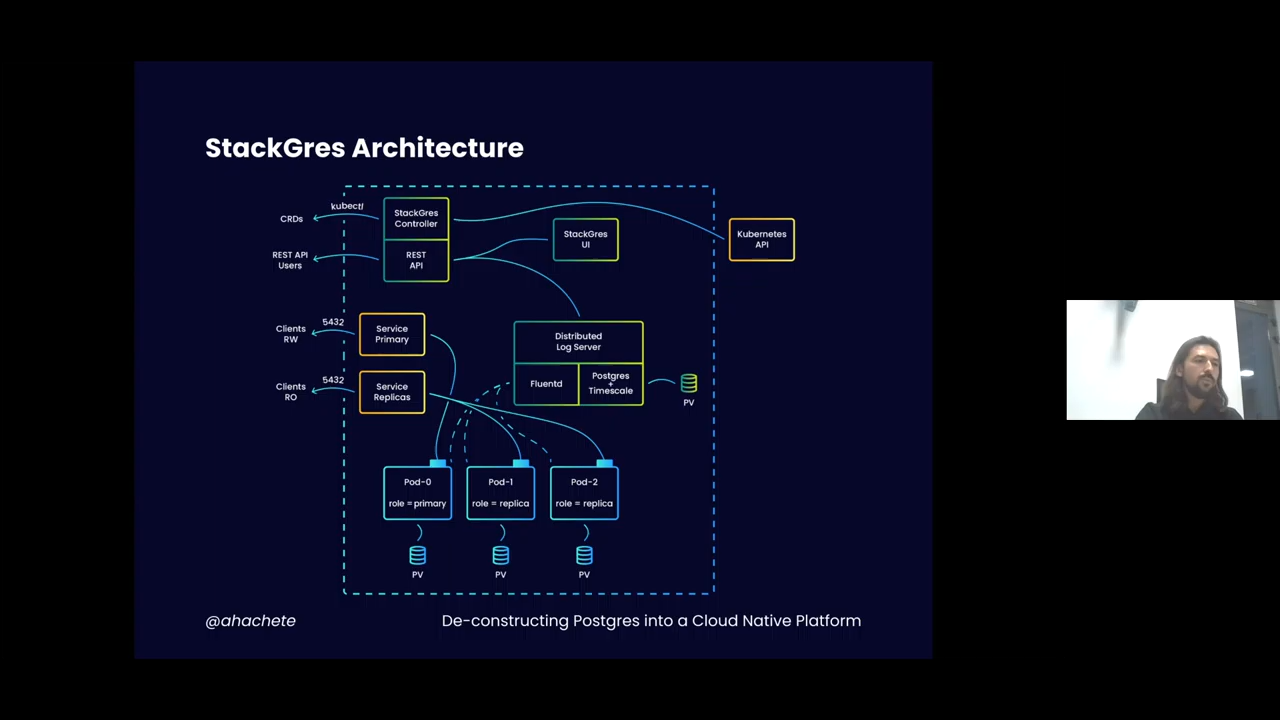 StackGres Architecture
kubectl
CRDs
StackGres
Controller
REST API
Users
REST
API
StackGres
UI
Kubernetes
API
Clients
RW
5432
Service
Primary
Clients
RO
5432
Service
Replicas
Distributed
Log Server
Fluentd
Postgres
+
Timescale
PV
Pod-0
role = primary
Pod-1
role = replica
Pod-2
role = replica
PV
PV
PV
@ahachete
De-constructing Postgres into a Cloud Native Platform